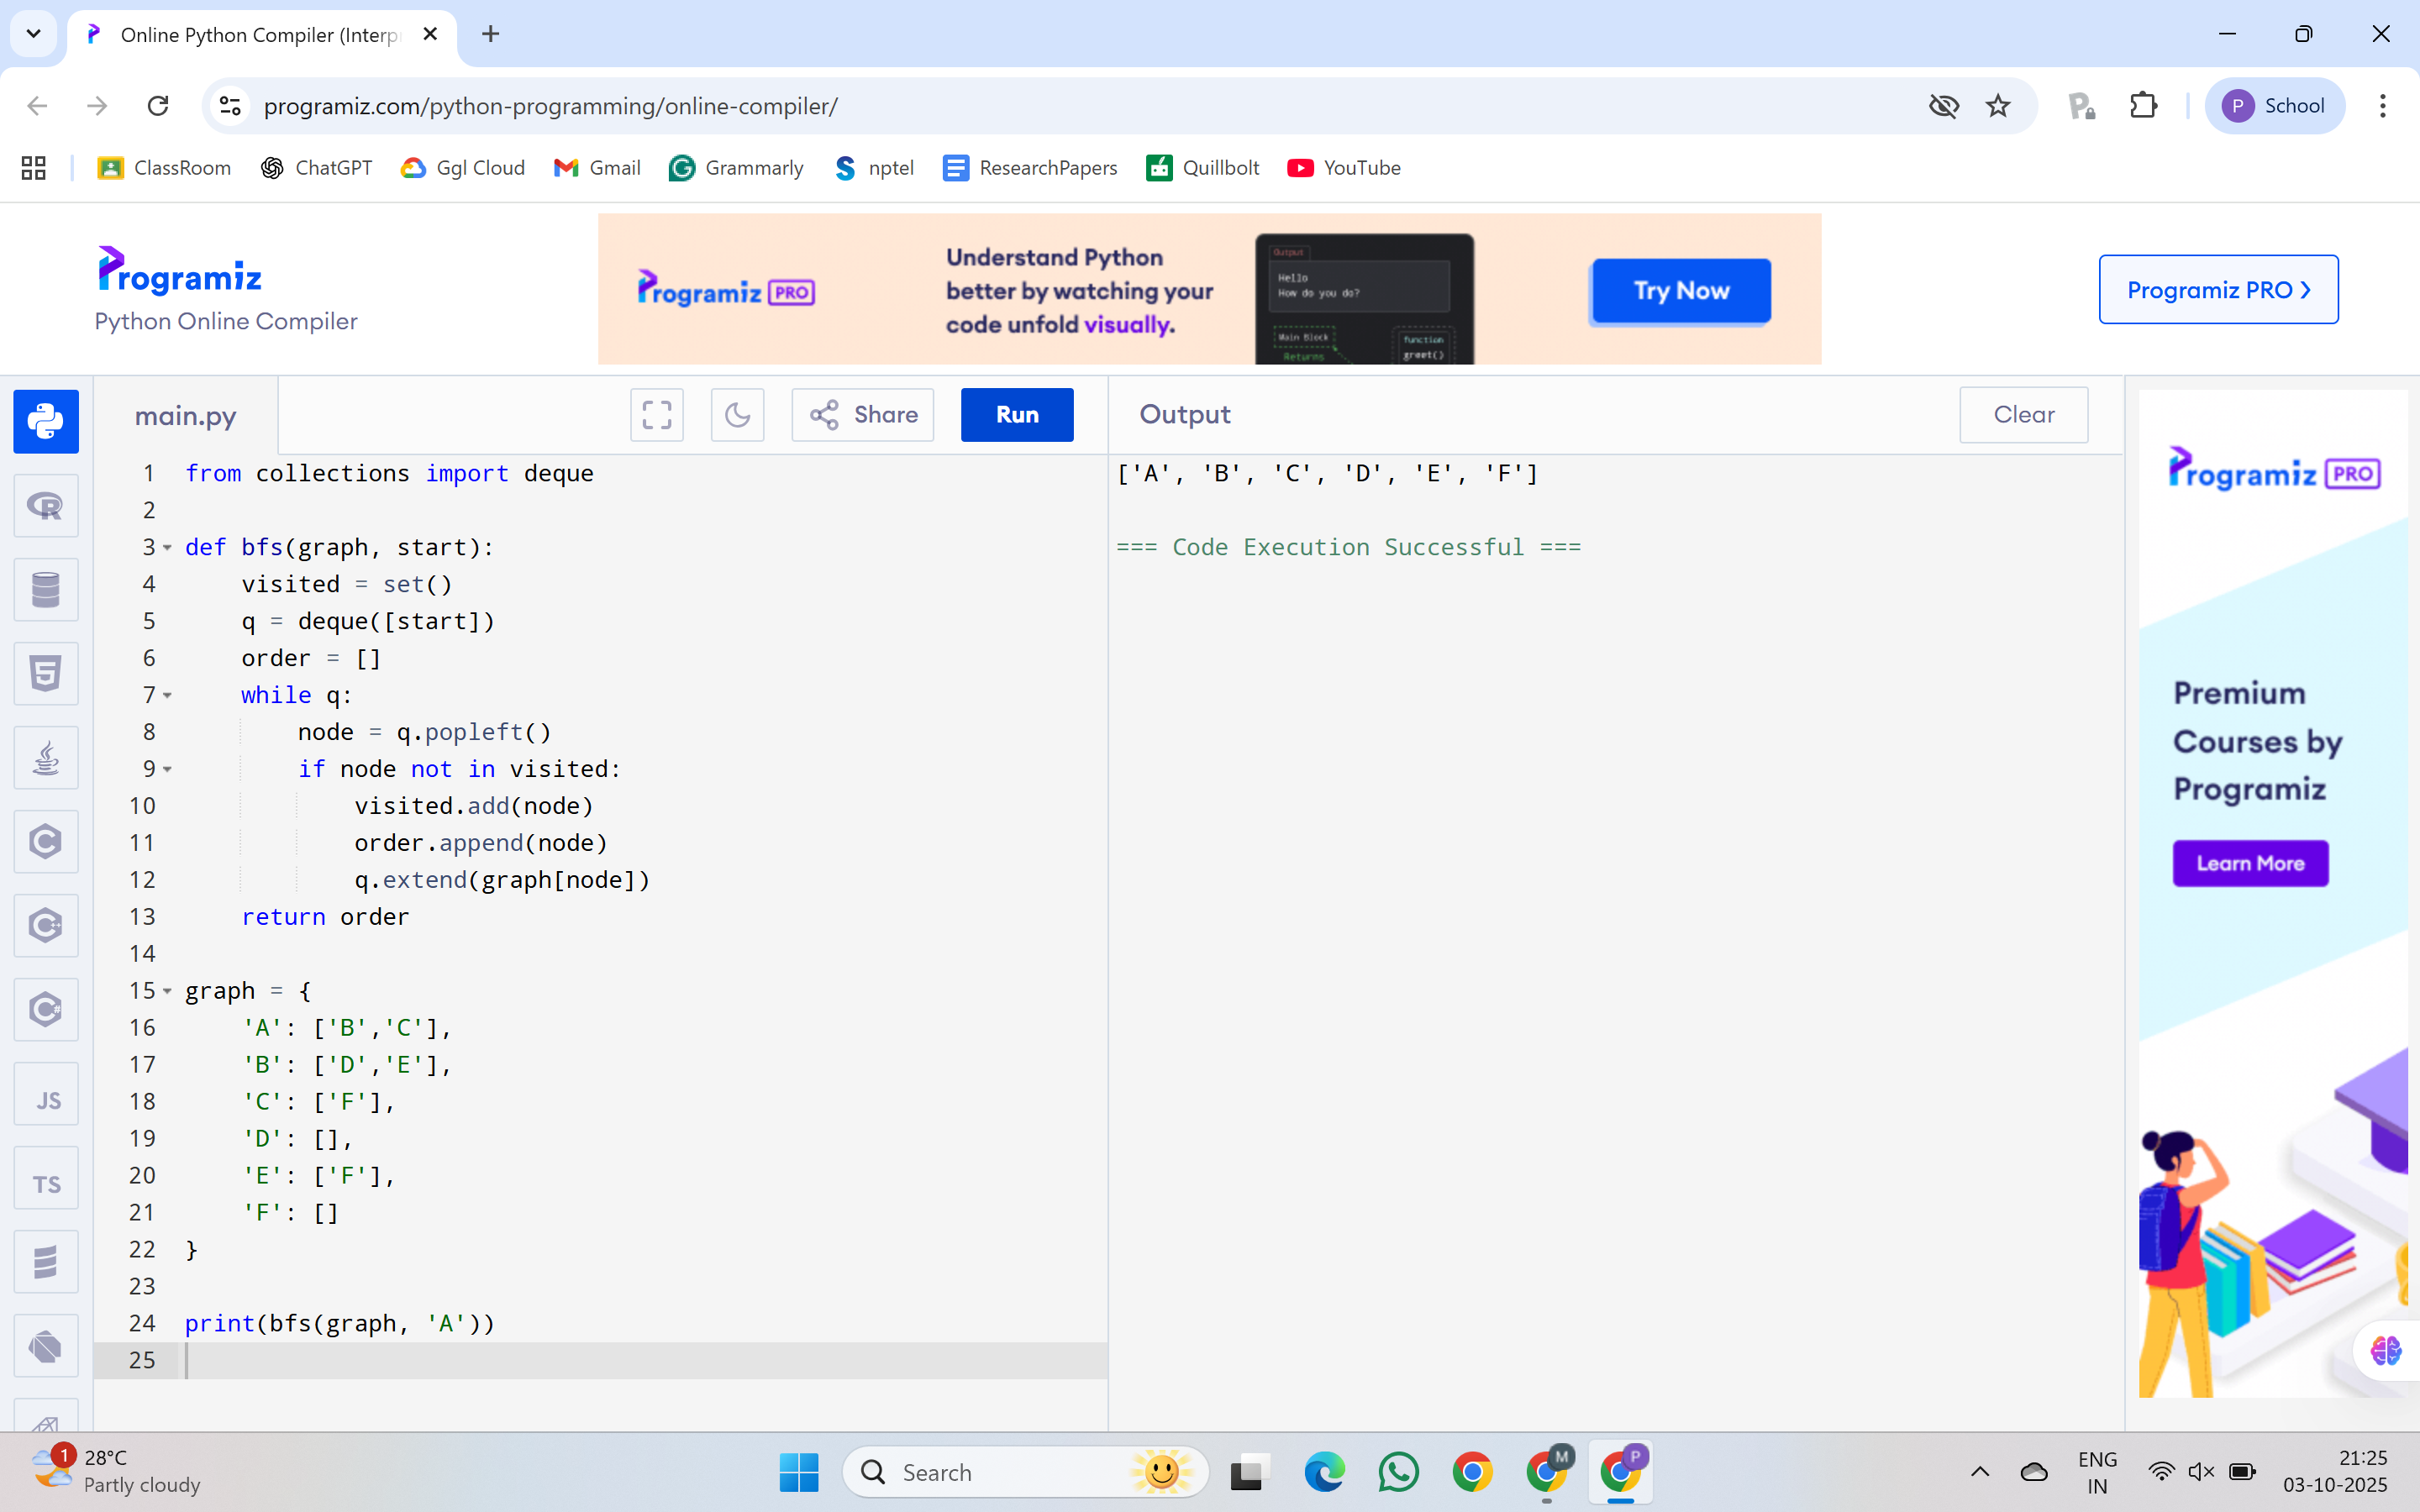 Online Python Compiler (Interp
programiz.com/python-programming/online-compiler/
P School
ClassRoom ChatGPT Ggl Cloud Gmail Grammarly nptel ResearchPapers Quillbolt YouTube
Programiz
Python Online Compiler
Programiz PRO
Understand Python
better by watching your
code unfold visually.
Output
Hello
How do you do?
Main Block
Returns
function
greet()
Try Now
Programiz PRO ❯
main.py
Share
Run
Output
Clear
1 from collections import deque
2
3 def bfs(graph, start):
4     visited = set()
5     q = deque([start])
6     order = []
7     while q:
8         node = q.popleft()
9         if node not in visited:
10             visited.add(node)
11             order.append(node)
12             q.extend(graph[node])
13     return order
14
15 graph = {
16     'A': ['B','C'],
17     'B': ['D','E'],
18     'C': ['F'],
19     'D': [],
20     'E': ['F'],
21     'F': []
22 }
23
24 print(bfs(graph, 'A'))
25
['A', 'B', 'C', 'D', 'E', 'F']
=== Code Execution Successful ===
R
5
C
C++
C#
JS
TS
Programiz PRO
Premium
Courses by
Programiz
Learn More
1
28°C
Partly cloudy
Search
M
P
ENG
IN
21:25
03-10-2025